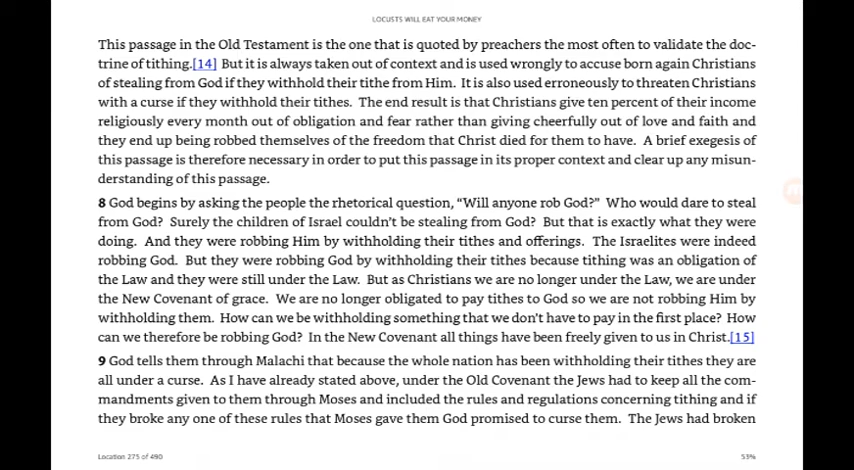 LOCUSTS WILL EAT YOUR MONEY
This passage in the Old Testament is the one that is quoted by preachers the most often to validate the doc-
trine of tithing.[14] But it is always taken out of context and is used wrongly to accuse born again Christians
of stealing from God if they withhold their tithe from Him. It is also used erroneously to threaten Christians
with a curse if they withhold their tithes. The end result is that Christians give ten percent of their income
religiously every month out of obligation and fear rather than giving cheerfully out of love and faith and
they end up being robbed themselves of the freedom that Christ died for them to have. A brief exegesis of
this passage is therefore necessary in order to put this passage in its proper context and clear up any misun-
derstanding of this passage.
8 God begins by asking the people the rhetorical question, “Will anyone rob God?” Who would dare to steal
from God? Surely the children of Israel couldn’t be stealing from God? But that is exactly what they were
doing. And they were robbing Him by withholding their tithes and offerings. The Israelites were indeed
robbing God. But they were robbing God by withholding their tithes because tithing was an obligation of
the Law and they were still under the Law. But as Christians we are no longer under the Law, we are under
the New Covenant of grace. We are no longer obligated to pay tithes to God so we are not robbing Him by
withholding them. How can we be withholding something that we don’t have to pay in the first place? How
can we therefore be robbing God? In the New Covenant all things have been freely given to us in Christ.[15]
9 God tells them through Malachi that because the whole nation has been withholding their tithes they are
all under a curse. As I have already stated above, under the Old Covenant the Jews had to keep all the com-
mandments given to them through Moses and included the rules and regulations concerning tithing and if
they broke any one of these rules that Moses gave them God promised to curse them. The Jews had broken
Location 275 of 490
53%